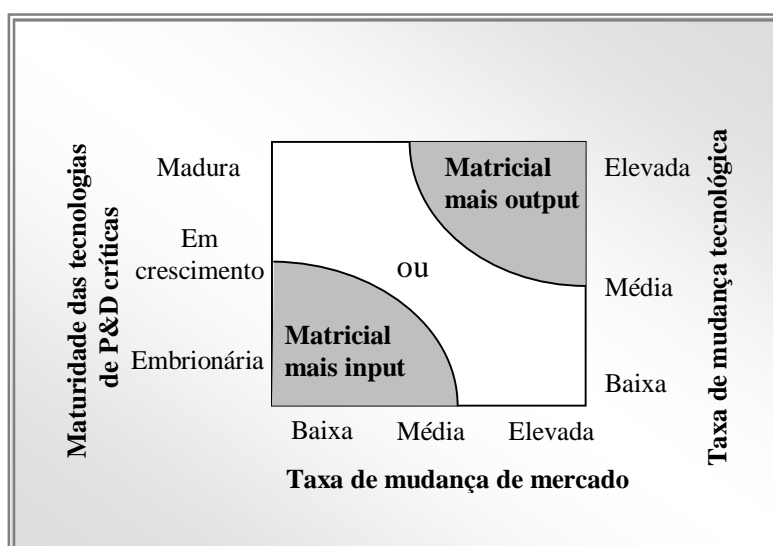 Maturidade das tecnologias
de P&D críticas
Madura
Em
crescimento
Embrionária
Matricial
mais output
ou
Matricial
mais input
Elevada
Média
Baixa
Taxa de mudança tecnológica
Baixa
Média
Elevada
Taxa de mudança de mercado